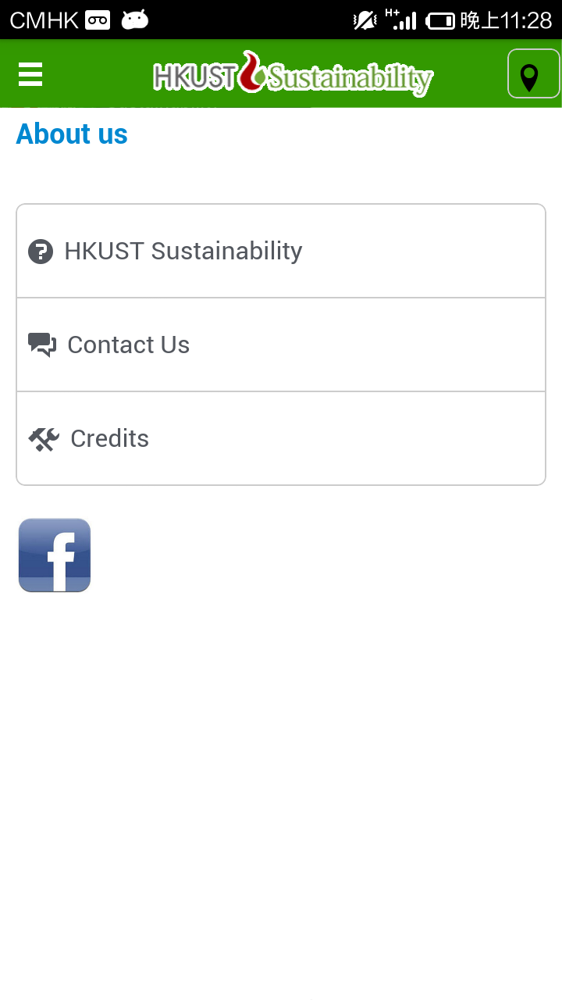 CMHK H+ 晚上11:28
HKUST Sustainability
About us
HKUST Sustainability
Contact Us
Credits
f